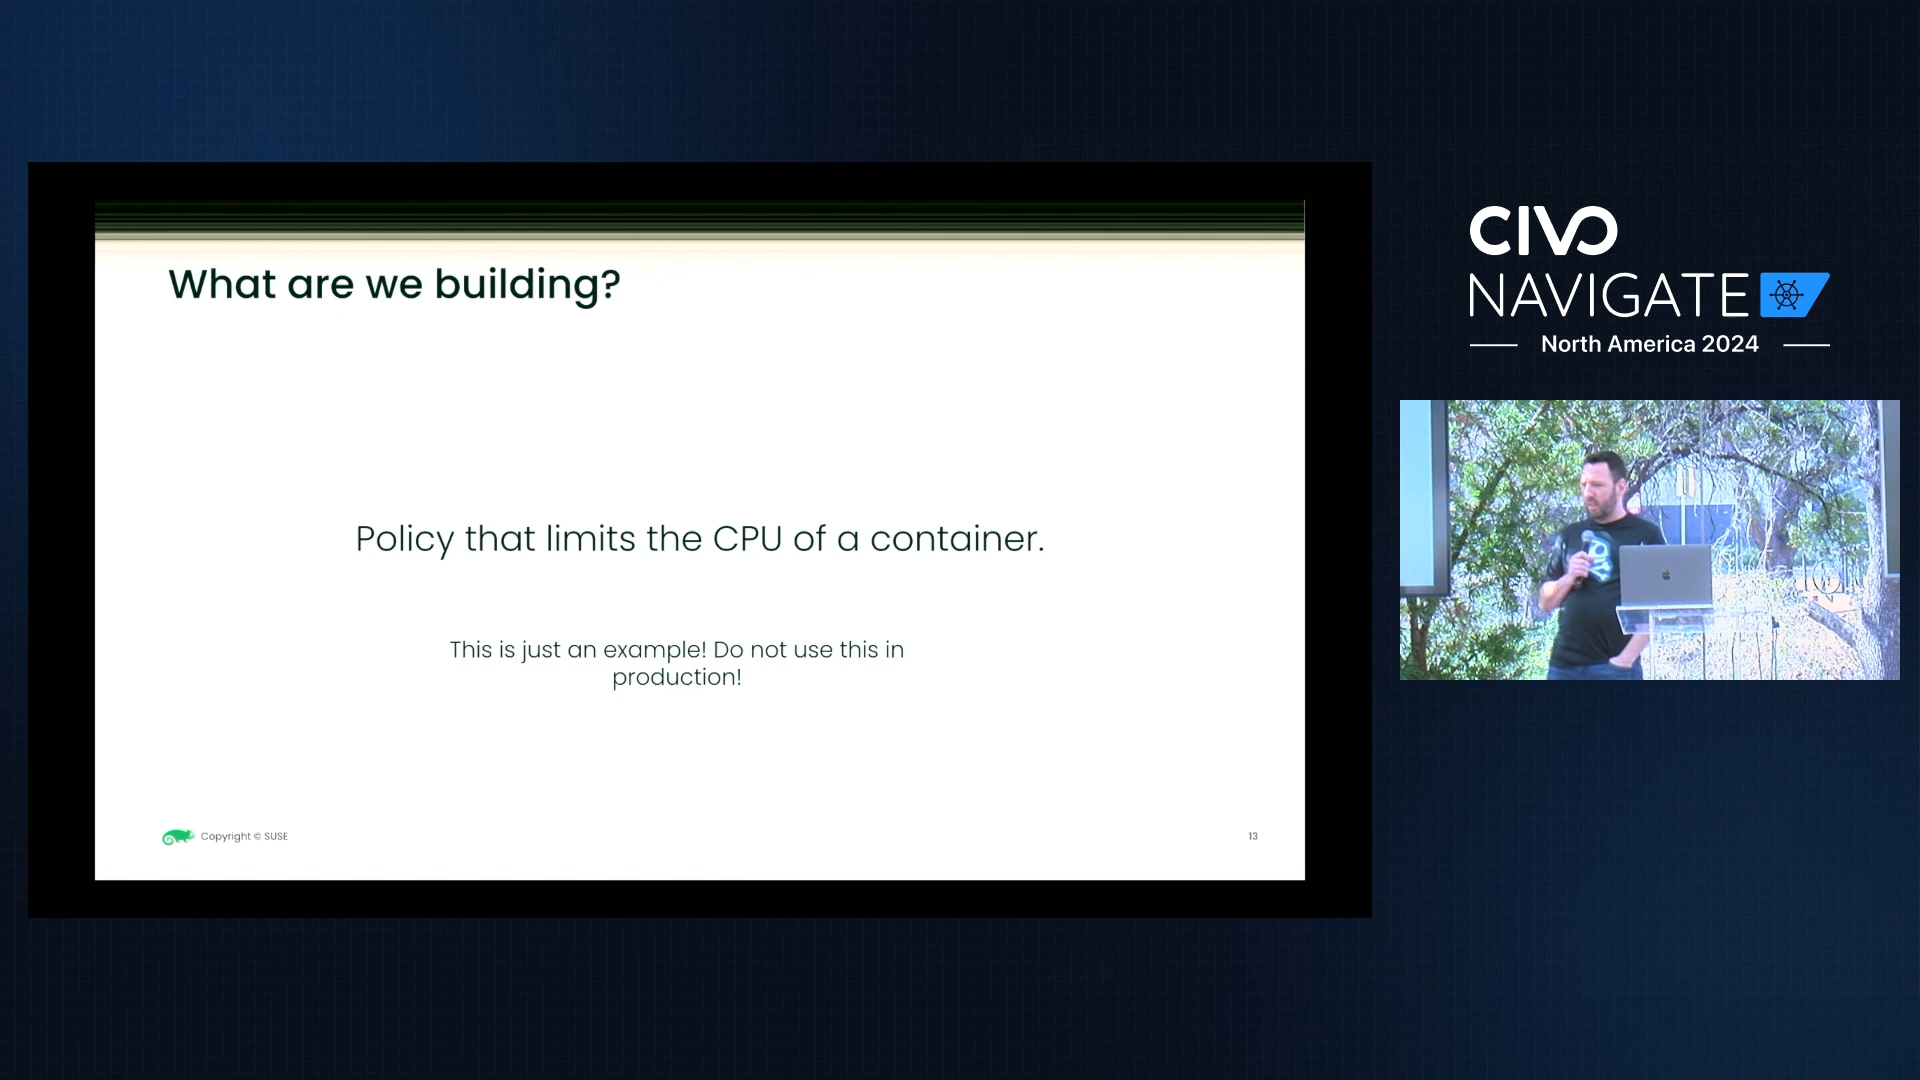 What are we building?
Policy that limits the CPU of a container.
This is just an example! Do not use this in
production!
Copyright © SUSE
13
CIVO
NAVIGATE
North America 2024